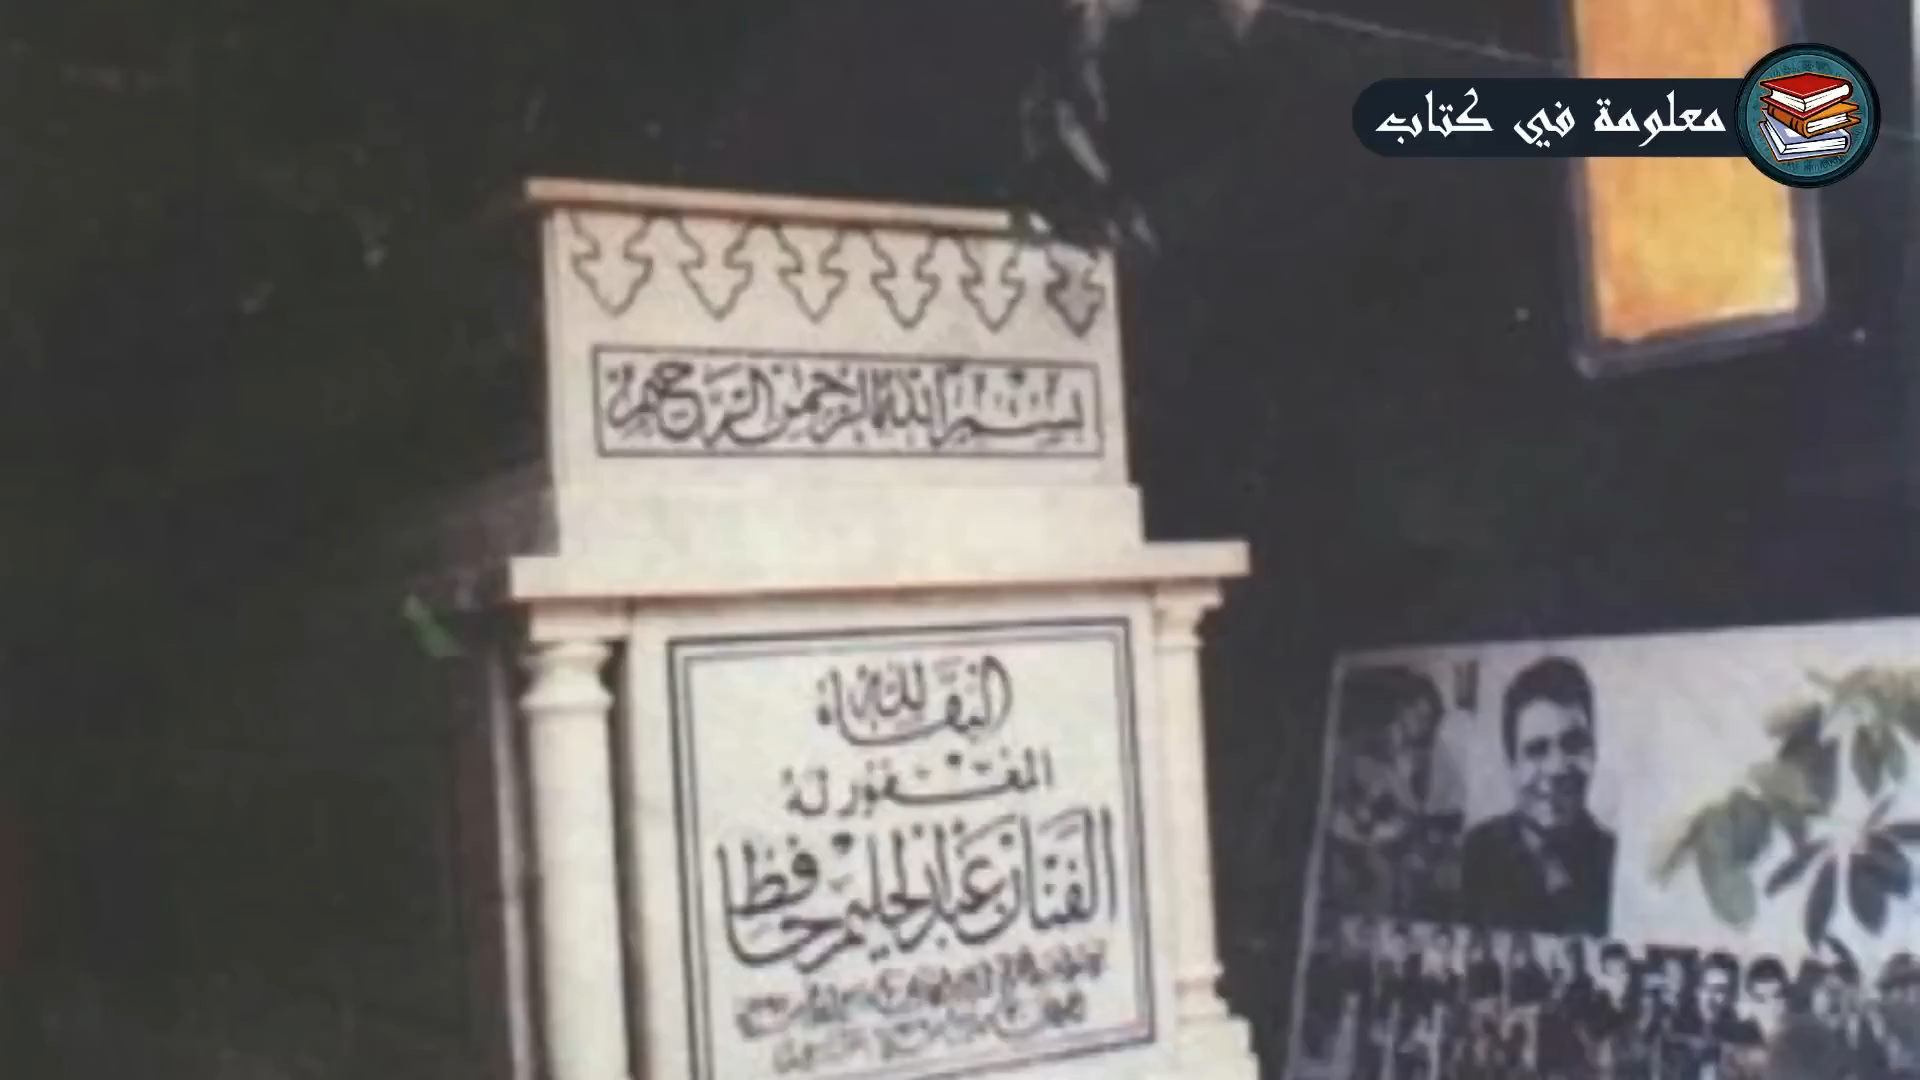 معلومة في كتاب
بسم الله الرحمن الرحيم
البقاء لله
المغفور له
الفنان عبد الحليم حافظ